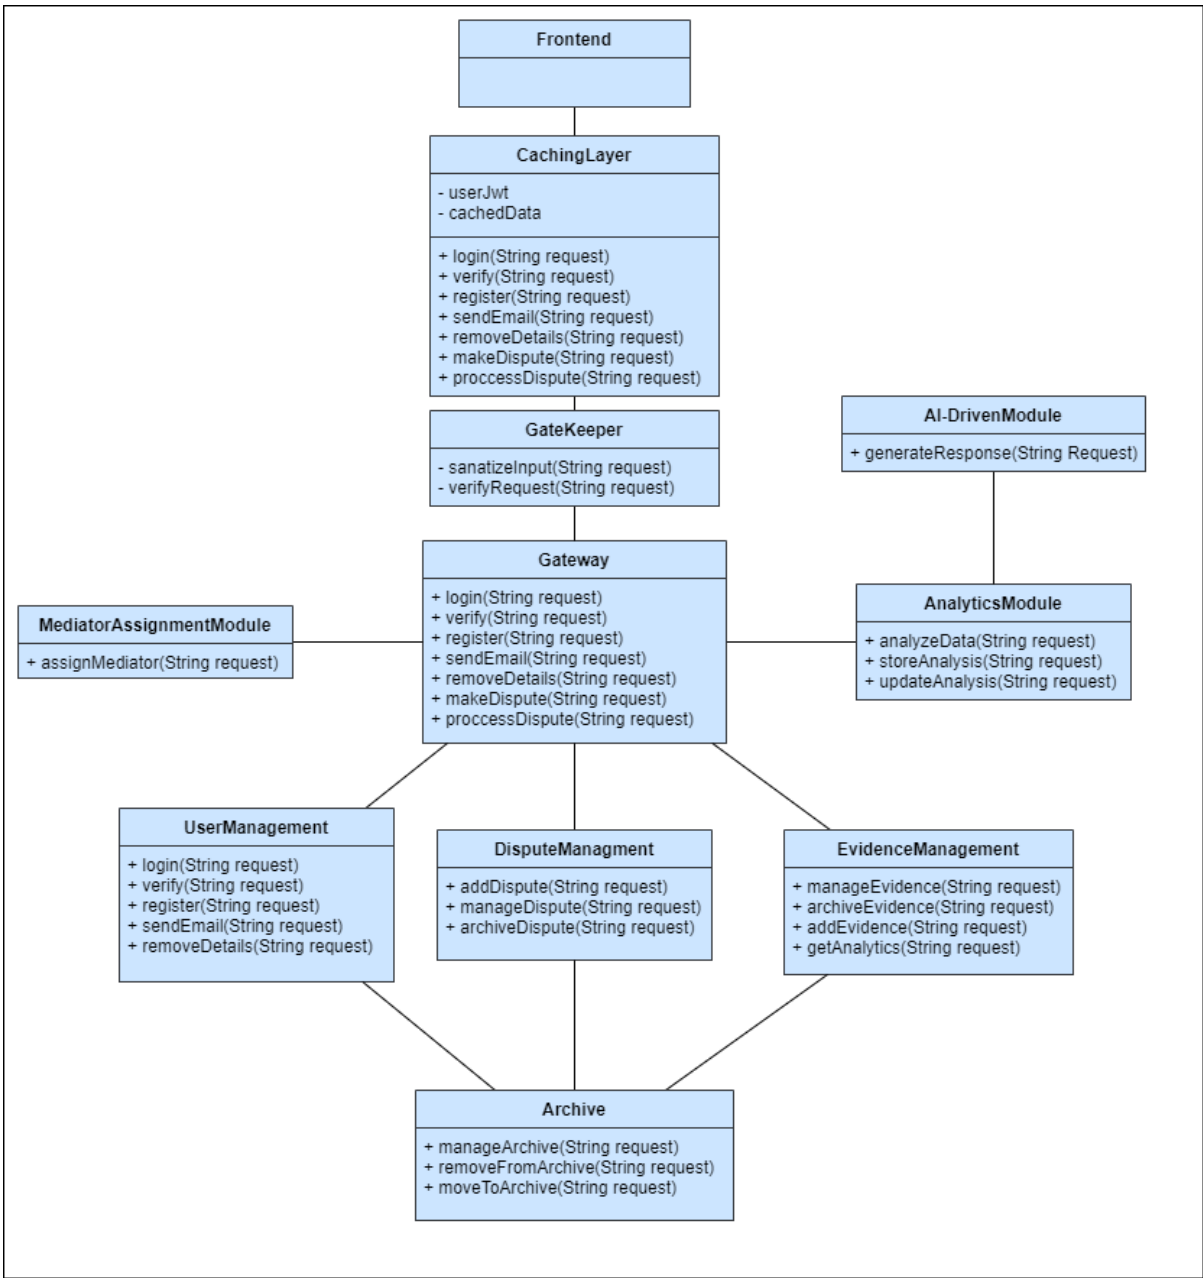 Frontend
CachingLayer
- userJwt
- cachedData
+ login(String request)
+ verify(String request)
+ register(String request)
+ sendEmail(String request)
+ removeDetails(String request)
+ makeDispute(String request)
+ proccessDispute(String request)
GateKeeper
- sanatizeInput(String request)
- verifyRequest(String request)
AI-DrivenModule
+ generateResponse(String Request)
Gateway
+ login(String request)
+ verify(String request)
+ register(String request)
+ sendEmail(String request)
+ removeDetails(String request)
+ makeDispute(String request)
+ proccessDispute(String request)
MediatorAssignmentModule
+ assignMediator(String request)
AnalyticsModule
+ analyzeData(String request)
+ storeAnalysis(String request)
+ updateAnalysis(String request)
UserManagement
+ login(String request)
+ verify(String request)
+ register(String request)
+ sendEmail(String request)
+ removeDetails(String request)
DisputeManagment
+ addDispute(String request)
+ manageDispute(String request)
+ archiveDispute(String request)
EvidenceManagement
+ manageEvidence(String request)
+ archiveEvidence(String request)
+ addEvidence(String request)
+ getAnalytics(String request)
Archive
+ manageArchive(String request)
+ removeFromArchive(String request)
+ moveToArchive(String request)